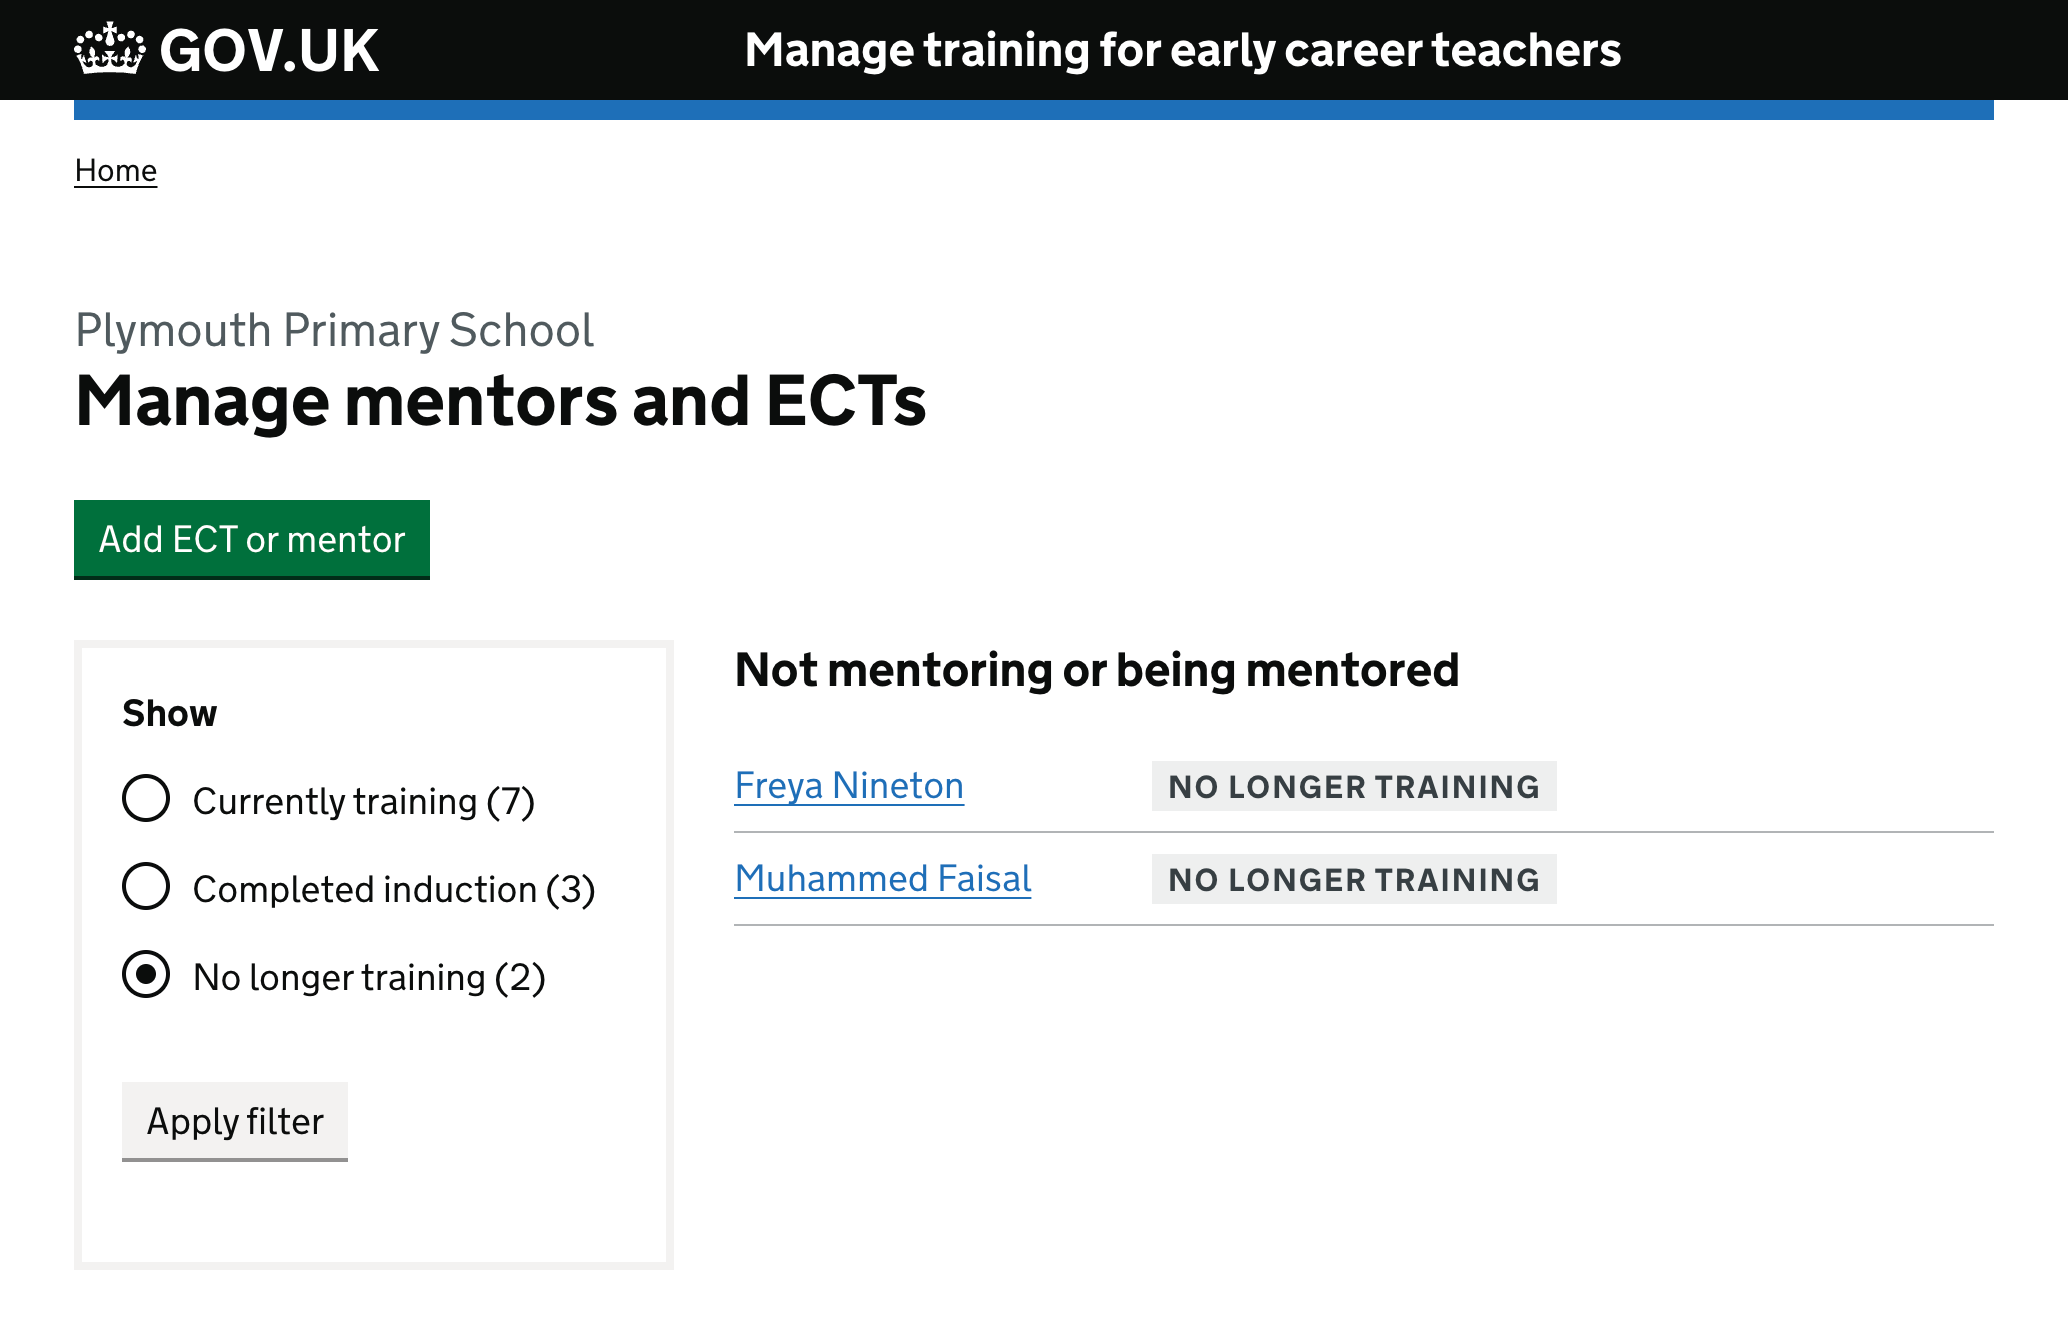 GOV.UK
Manage training for early career teachers
Home
Plymouth Primary School
Manage mentors and ECTs
Add ECT or mentor
Show
Currently training (7)
Completed induction (3)
No longer training (2)
Apply filter
Not mentoring or being mentored
Freya Nineton NO LONGER TRAINING
Muhammed Faisal NO LONGER TRAINING